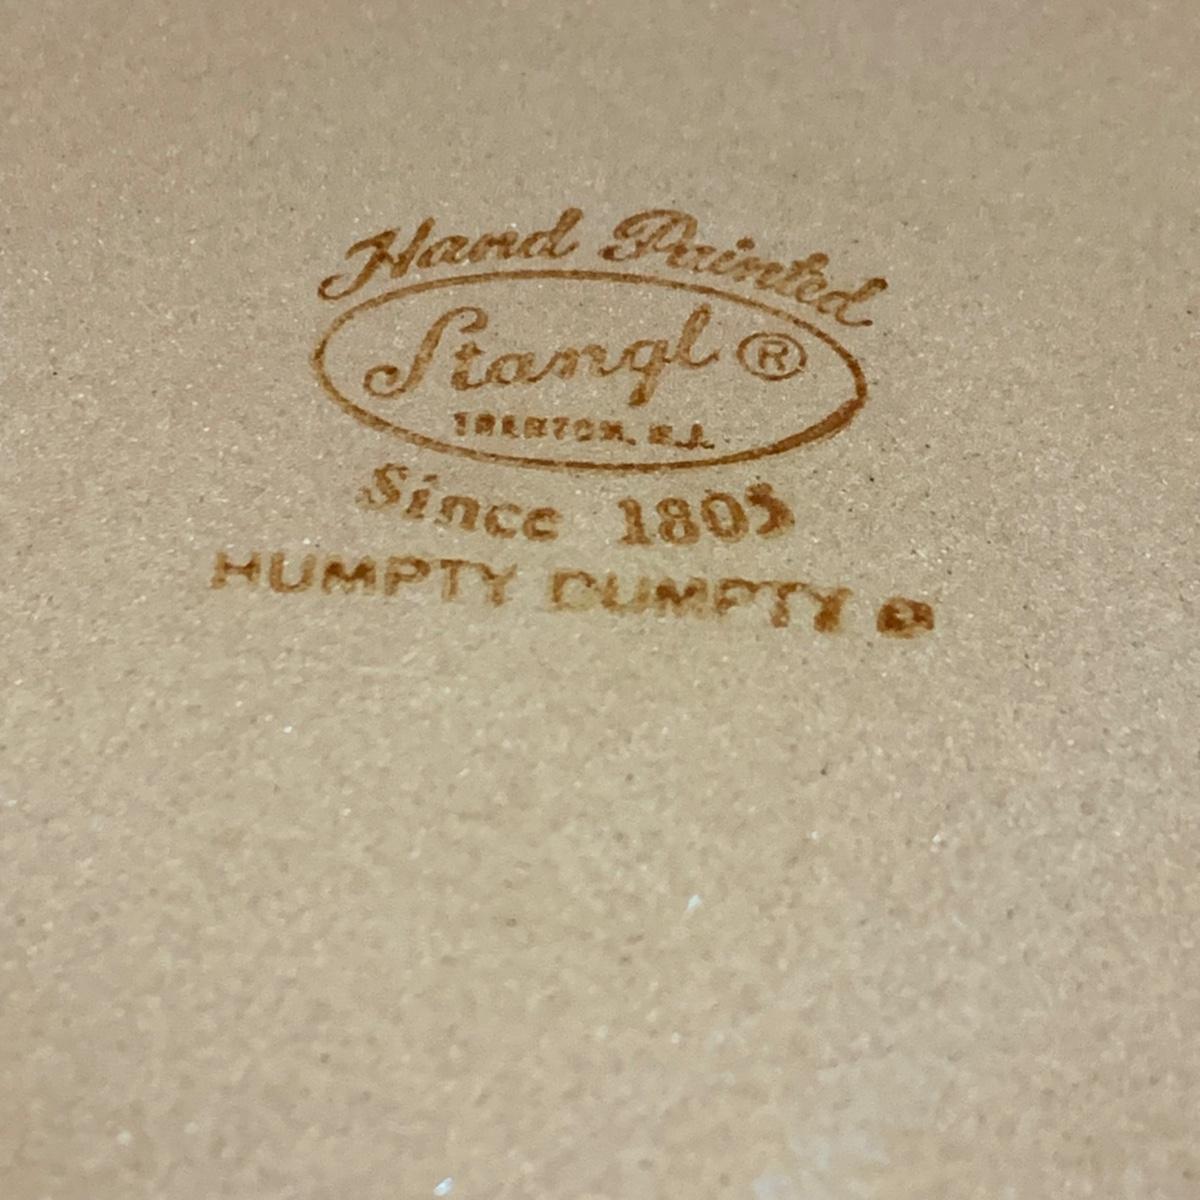 Hand Painted
Stangl ®
TRENTON, N.J.
Since 1805
HUMPTY DUMPTY ©